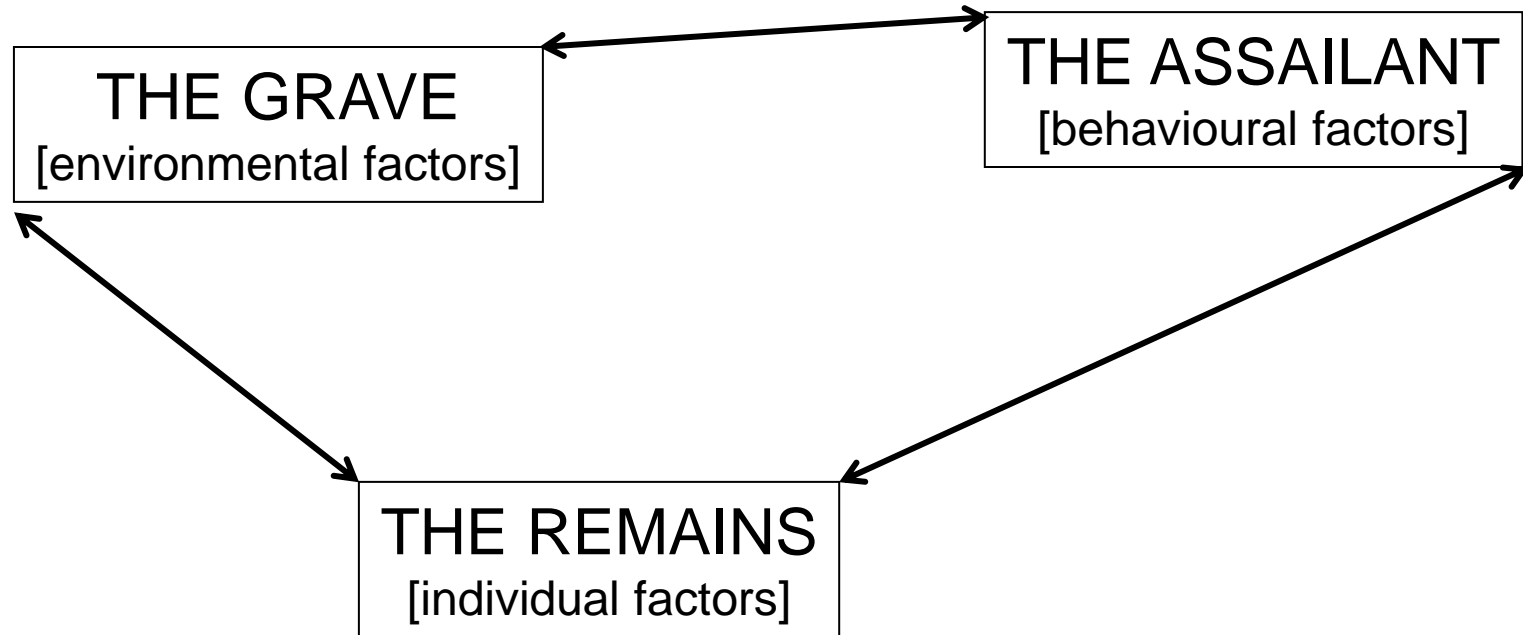 THE GRAVE
[environmental factors]
THE ASSAILANT
[behavioural factors]
THE REMAINS
[individual factors]